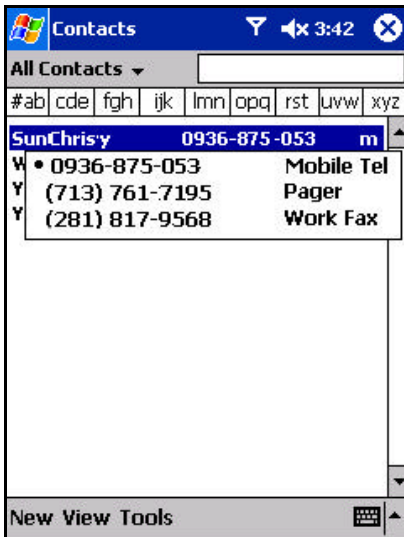 Contacts 3:42
All Contacts
#ab cde fgh ijk lmn opq rst uvw xyz
SunChris'y 0936-875-053 m
W • 0936-875-053 Mobile Tel
Y (713) 761-7195 Pager
Y (281) 817-9568 Work Fax
New View Tools